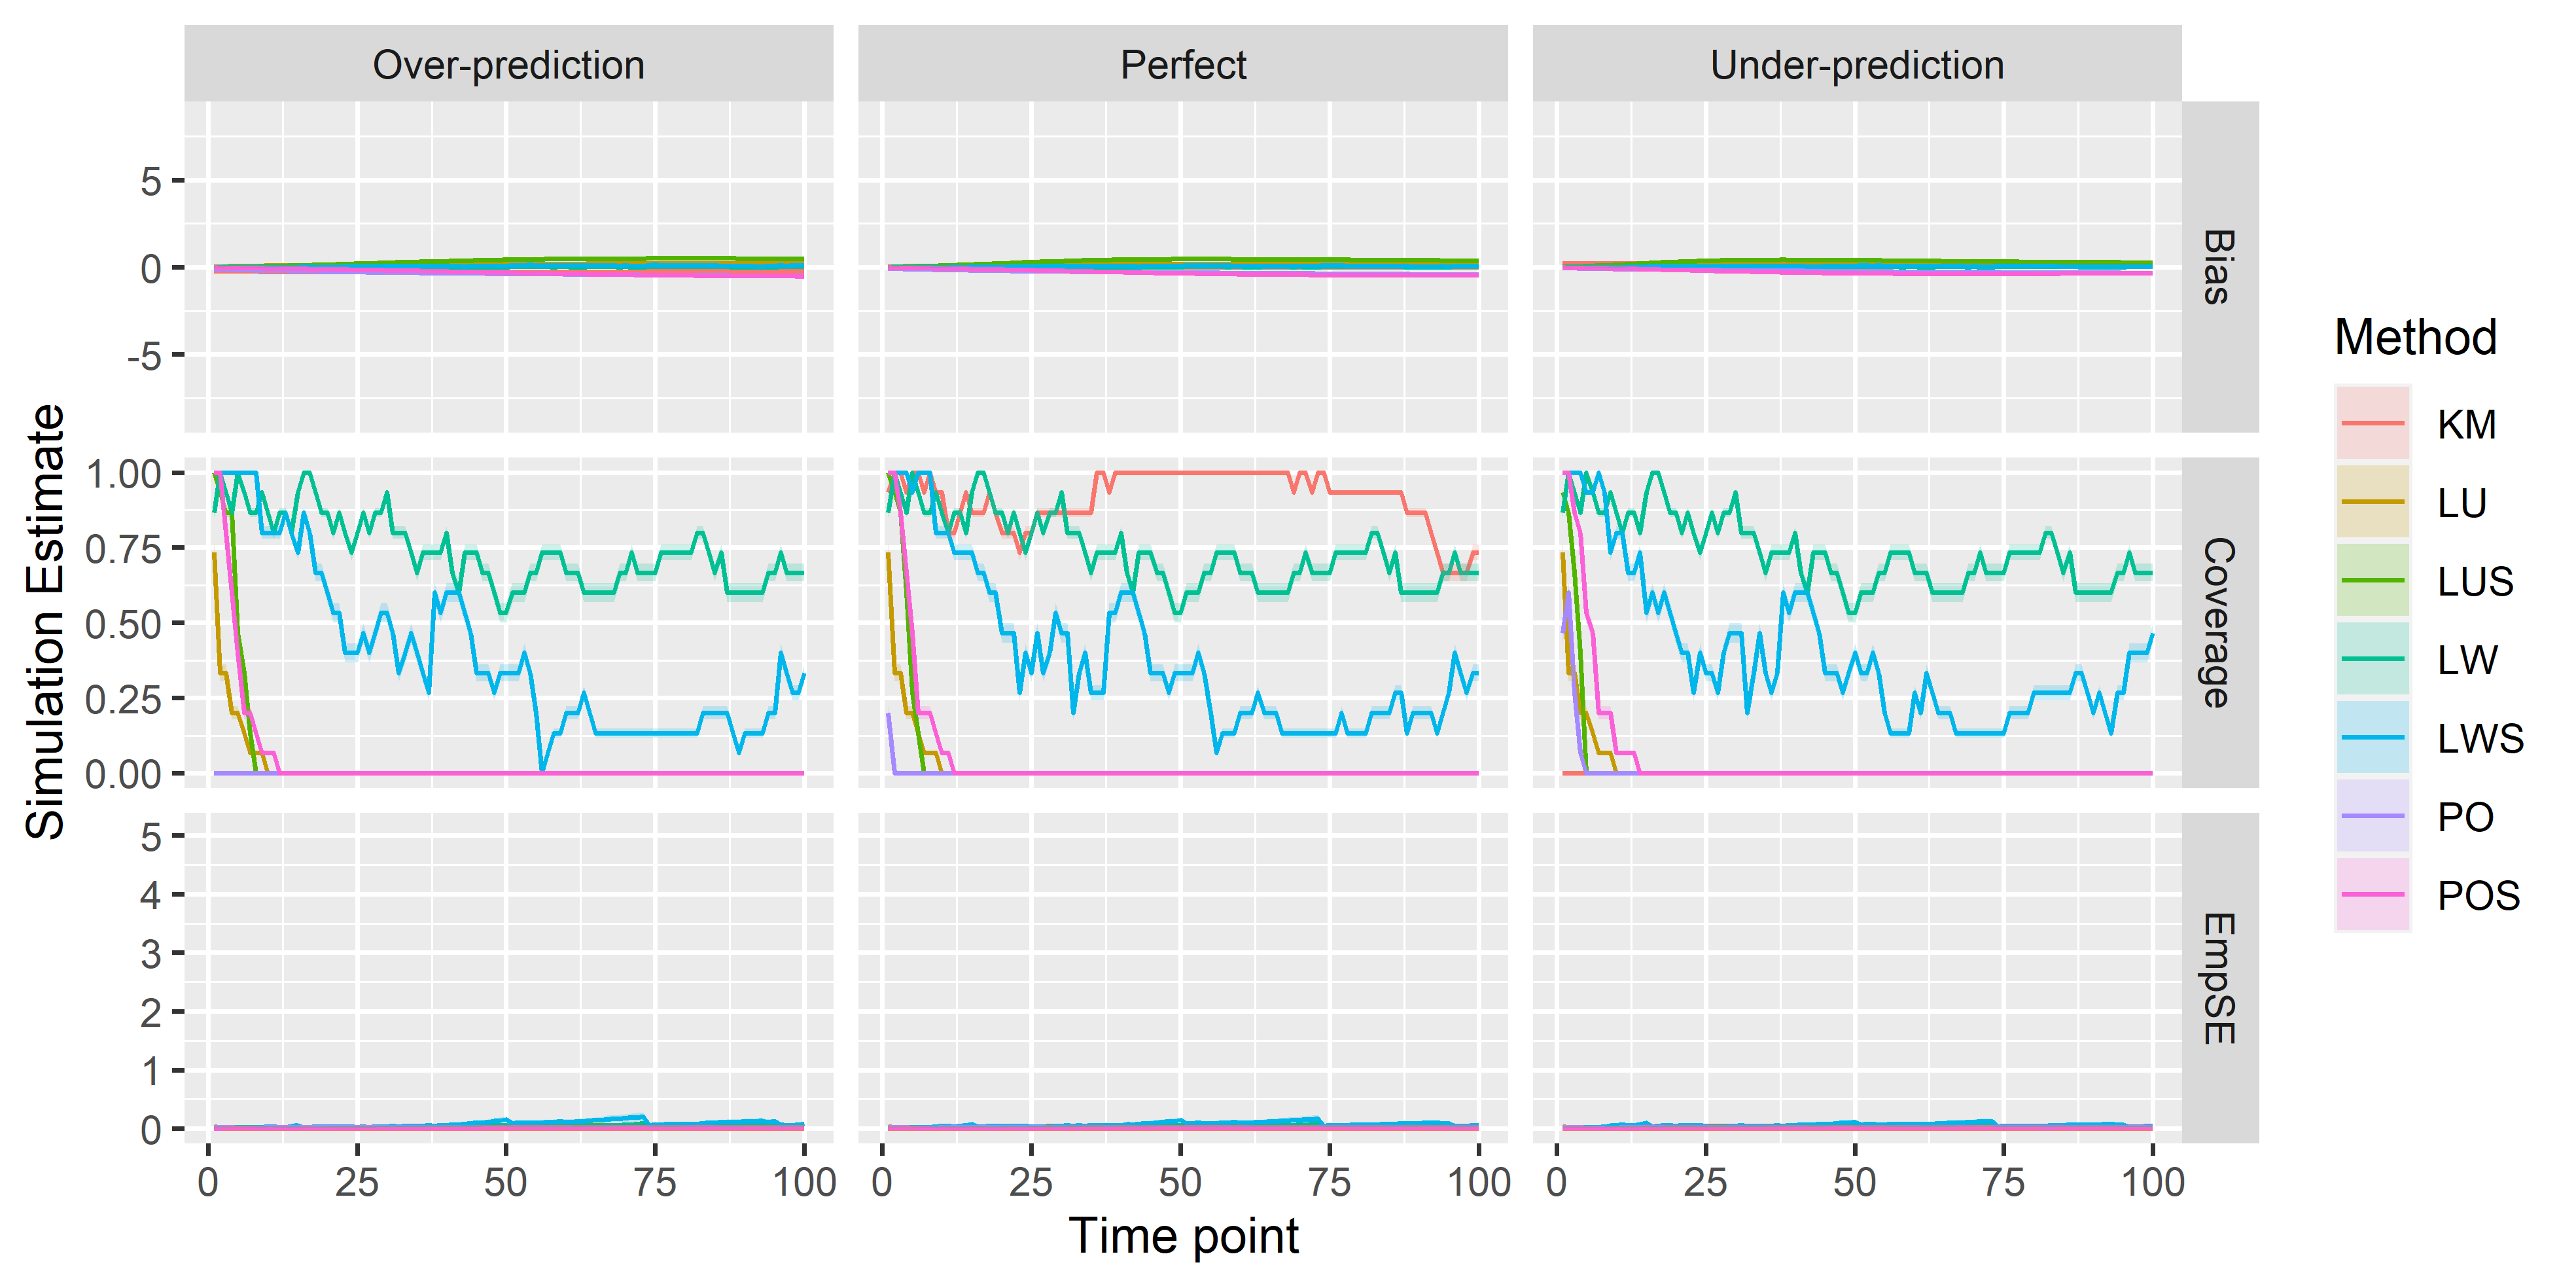 Over-prediction
Perfect
Under-prediction
Simulation Estimate
5
0
-5
Bias
1.00
0.75
0.50
0.25
0.00
Coverage
5
4
3
2
1
0
EmpSE
0 25 50 75 100
0 25 50 75 100
0 25 50 75 100
Time point
Method
KM
LU
LUS
LW
LWS
PO
POS